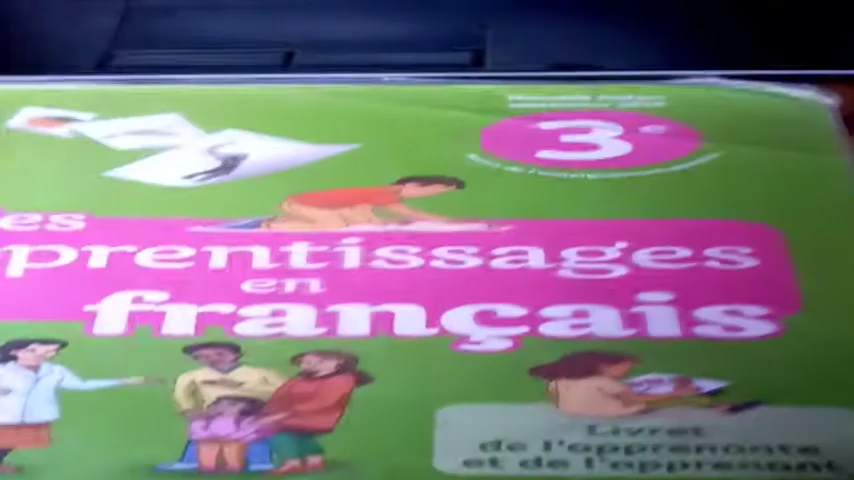 3e
es
prentissages
en
français
Livret
de l'apprenante
et de l'apprenant